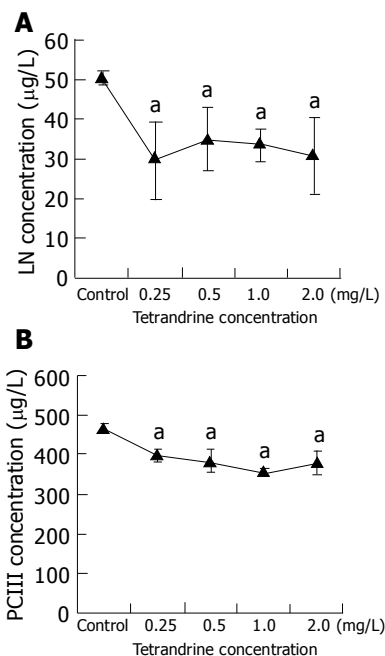 A
LN concentration (μg/L)
60
50
40
30
20
10
0
a a a a
Control 0.25 0.5 1.0 2.0 (mg/L)
Tetrandrine concentration
B
PCIII concentration (μg/L)
600
500
400
300
200
100
0
a a a a
Control 0.25 0.5 1.0 2.0 (mg/L)
Tetrandrine concentration